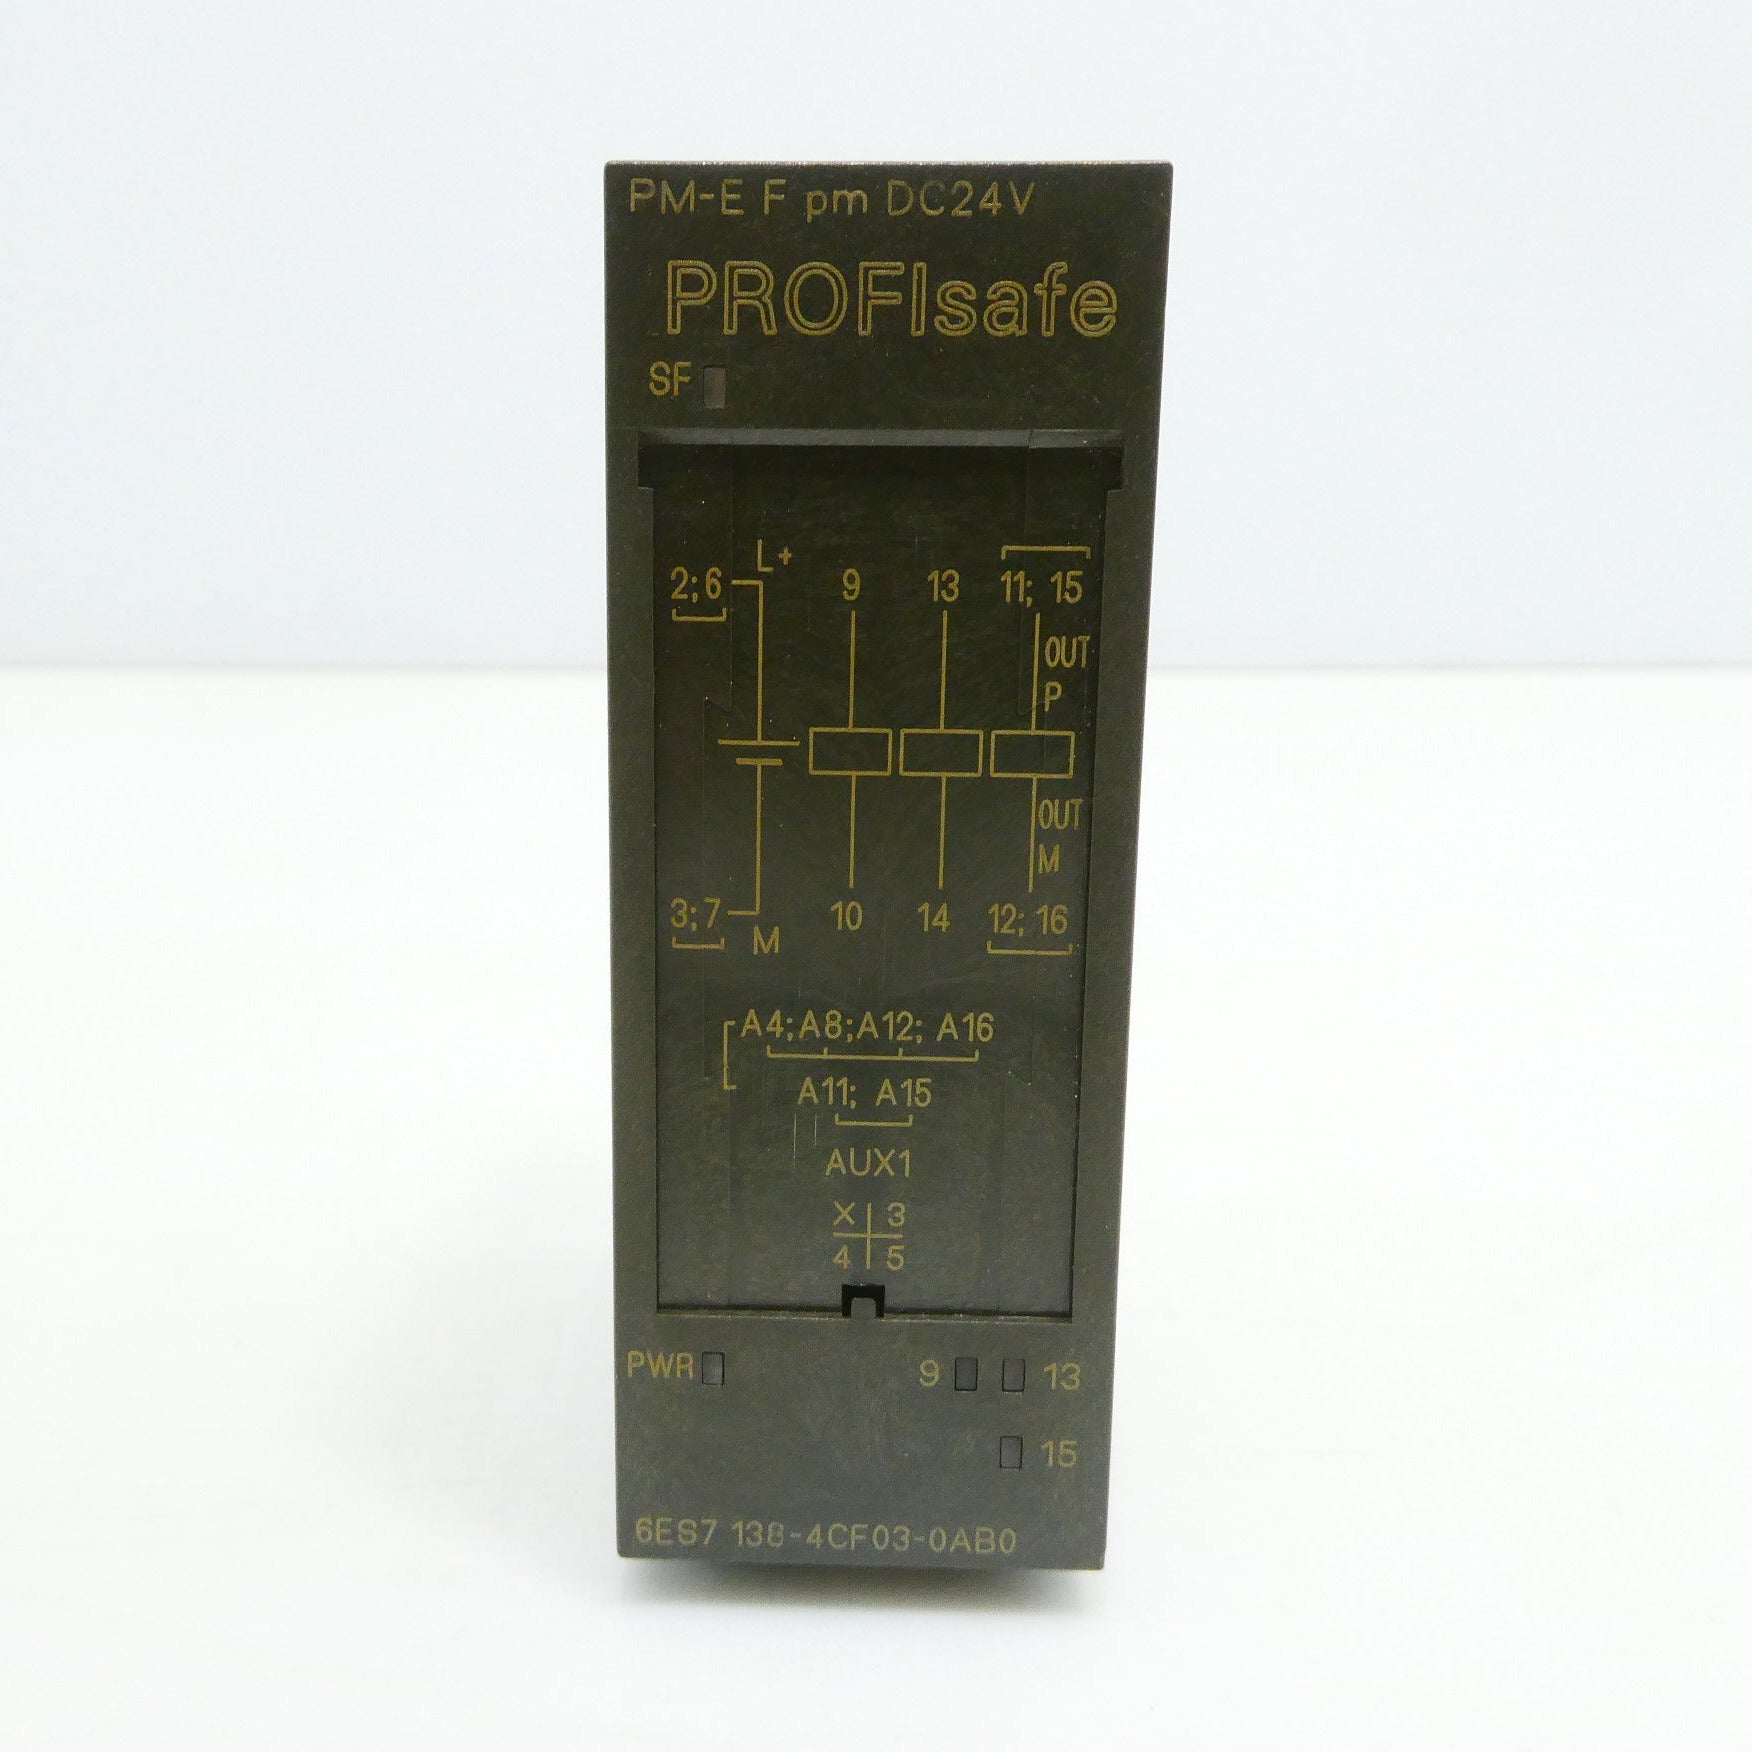 PM-E F pm DC24V
PROFIsafe
SF
L+
2;6 9 13 11; 15
OUT
P
OUT
M
3;7 10 14 12; 16
M
A4;A8;A12; A16
A11; A15
AUX1
X 3
4 5
PWR 9 13
15
6ES7 138-4CF03-0AB0